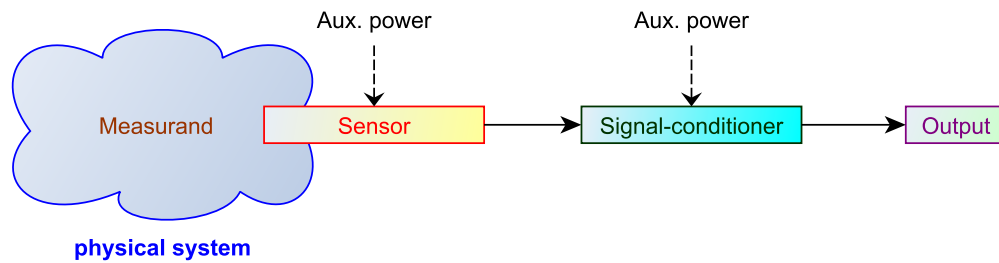 Aux. power
Aux. power
Measurand
Sensor
Signal-conditioner
Output
physical system